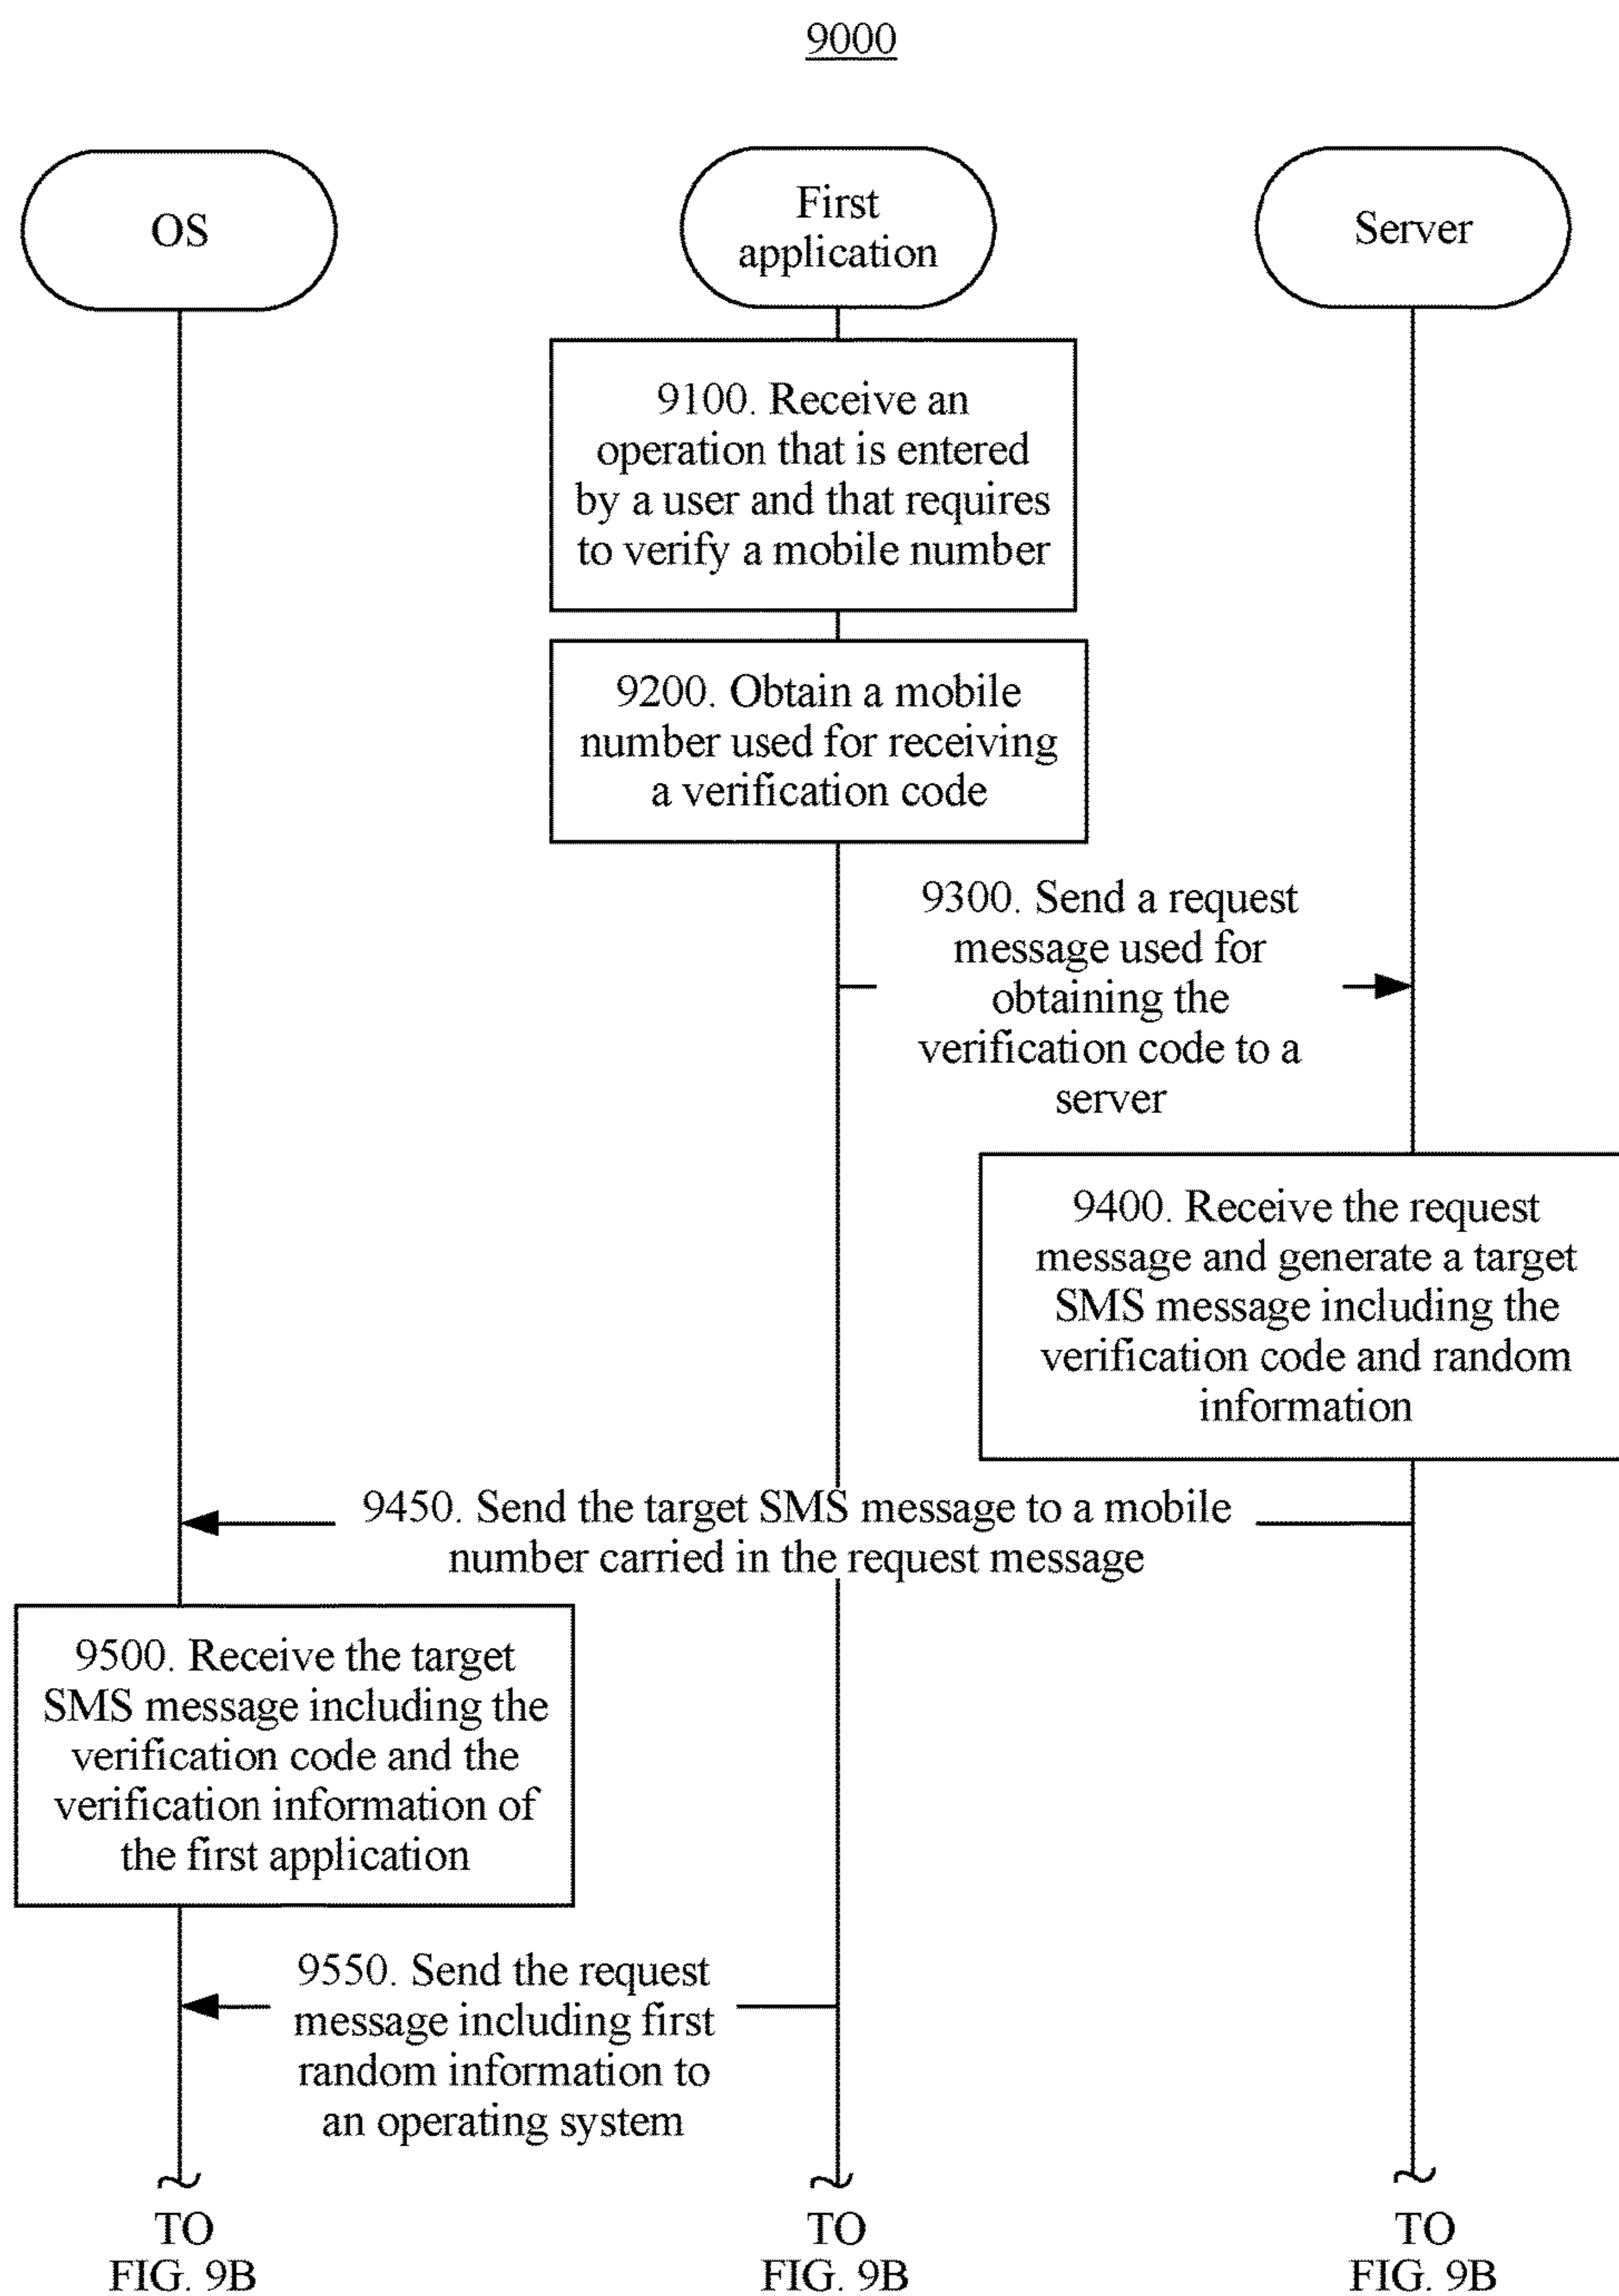 9000
OS
First
application
Server
9100. Receive an
operation that is entered
by a user and that requires
to verify a mobile number
9200. Obtain a mobile
number used for receiving
a verification code
9300. Send a request
message used for
obtaining the
verification code to a
server
9400. Receive the request
message and generate a target
SMS message including the
verification code and random
information
9450. Send the target SMS message to a mobile
number carried in the request message
9500. Receive the target
SMS message including the
verification code and the
verification information of
the first application
9550. Send the request
message including first
random information to
an operating system
TO
FIG. 9B
TO
FIG. 9B
TO
FIG. 9B